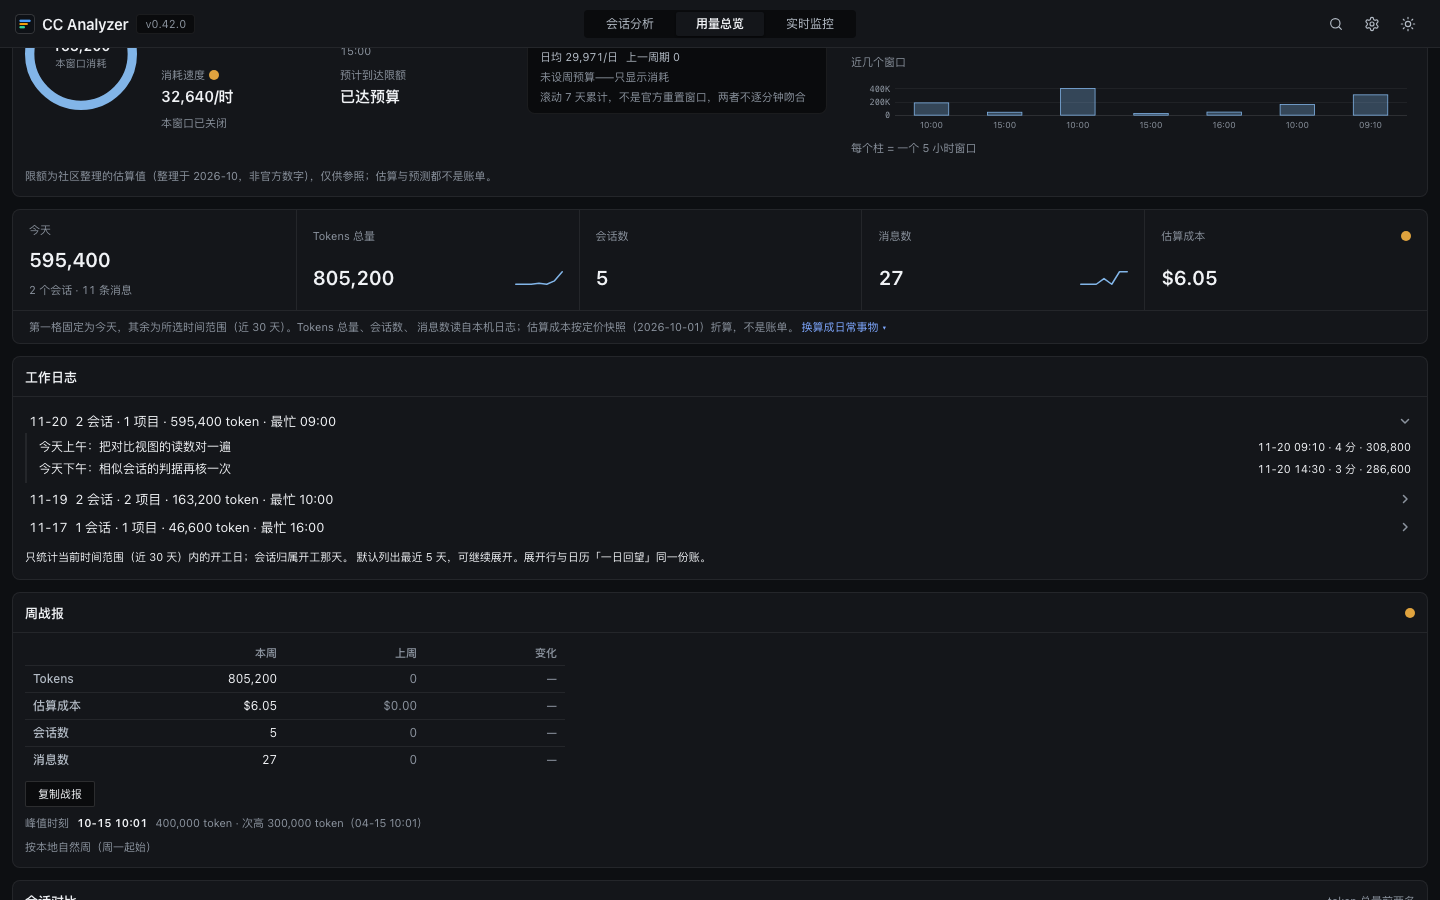 CC Analyzer v0.42.0
会话分析 用量总览 实时监控
本窗口消耗
15:00
消耗速度
32,640/时
本窗口已关闭
预计到达限额
已达预算
日均 29,971/日 上一周期 0
未设周预算——只显示消耗
滚动 7 天累计，不是官方重置窗口，两者不逐分钟吻合
近几个窗口
400K
200K
0
10:00 15:00 10:00 15:00 16:00 10:00 09:10
每个柱 = 一个 5 小时窗口
限额为社区整理的估算值（整理于 2026-10，非官方数字），仅供参照；估算与预测都不是账单。
今天
595,400
2 个会话 · 11 条消息
Tokens 总量
805,200
会话数
5
消息数
27
估算成本
$6.05
第一格固定为今天，其余为所选时间范围（近 30 天）。Tokens 总量、会话数、 消息数读自本机日志；估算成本按定价快照（2026-10-01）折算，不是账单。 换算成日常事物
工作日志
11-20 2 会话 · 1 项目 · 595,400 token · 最忙 09:00
今天上午：把对比视图的读数对一遍 11-20 09:10 · 4 分 · 308,800
今天下午：相似会话的判据再核一次 11-20 14:30 · 3 分 · 286,600
11-19 2 会话 · 2 项目 · 163,200 token · 最忙 10:00
11-17 1 会话 · 1 项目 · 46,600 token · 最忙 16:00
只统计当前时间范围（近 30 天）内的开工日；会话归属开工那天。 默认列出最近 5 天，可继续展开。展开行与日历「一日回望」同一份账。
周战报
本周 上周 变化
Tokens 805,200 0 —
估算成本 $6.05 $0.00 —
会话数 5 0 —
消息数 27 0 —
复制战报
峰值时刻 10-15 10:01 400,000 token · 次高 300,000 token（04-15 10:01）
按本地自然周（周一起始）